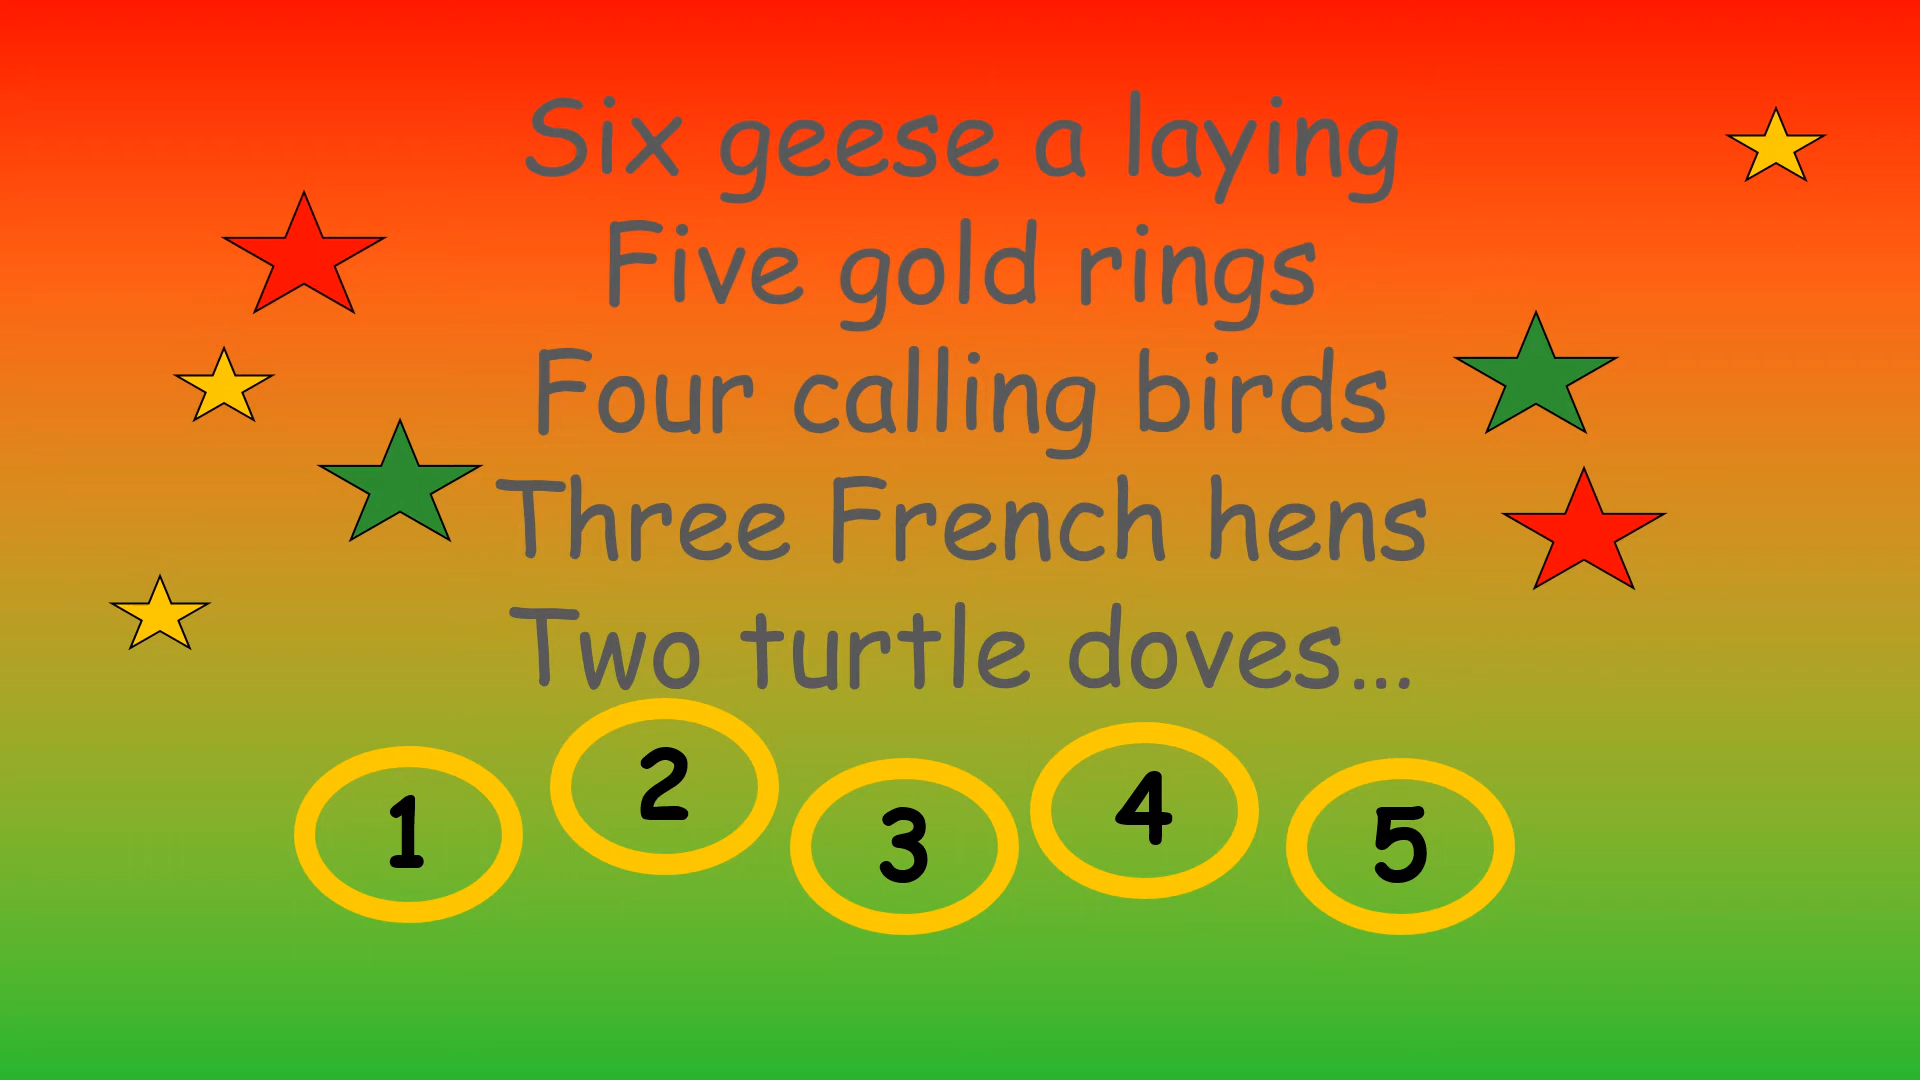 Six geese a laying
Five gold rings
Four calling birds
Three French hens
Two turtle doves...
1 2 3 4 5